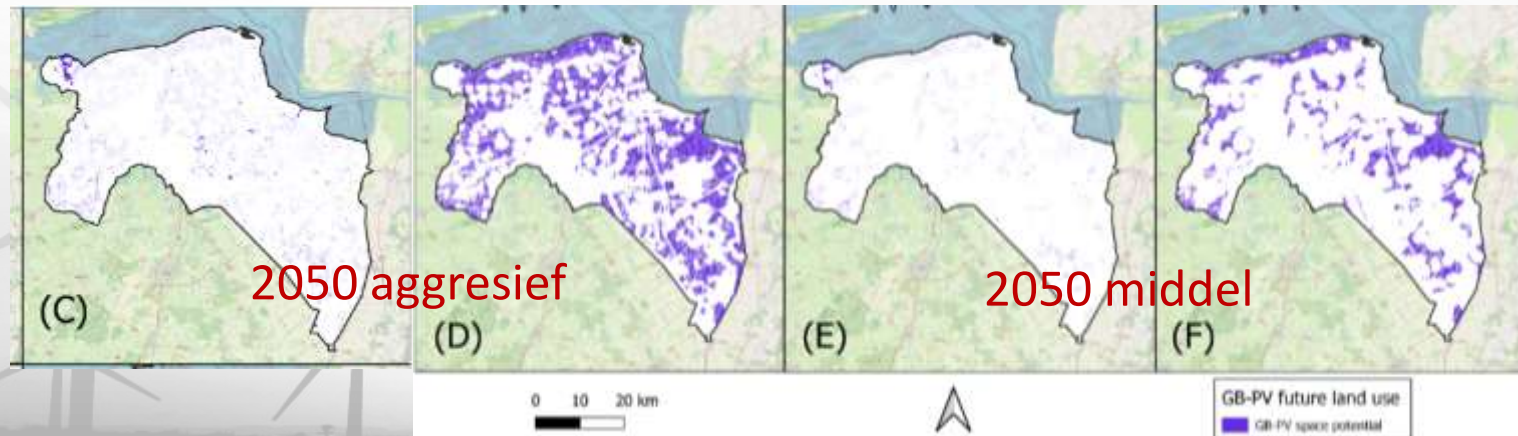 2050 aggresief
2050 middel
(C)
(D)
(E)
(F)
0 10 20 km
GB-PV future land use
GB-PV space potential